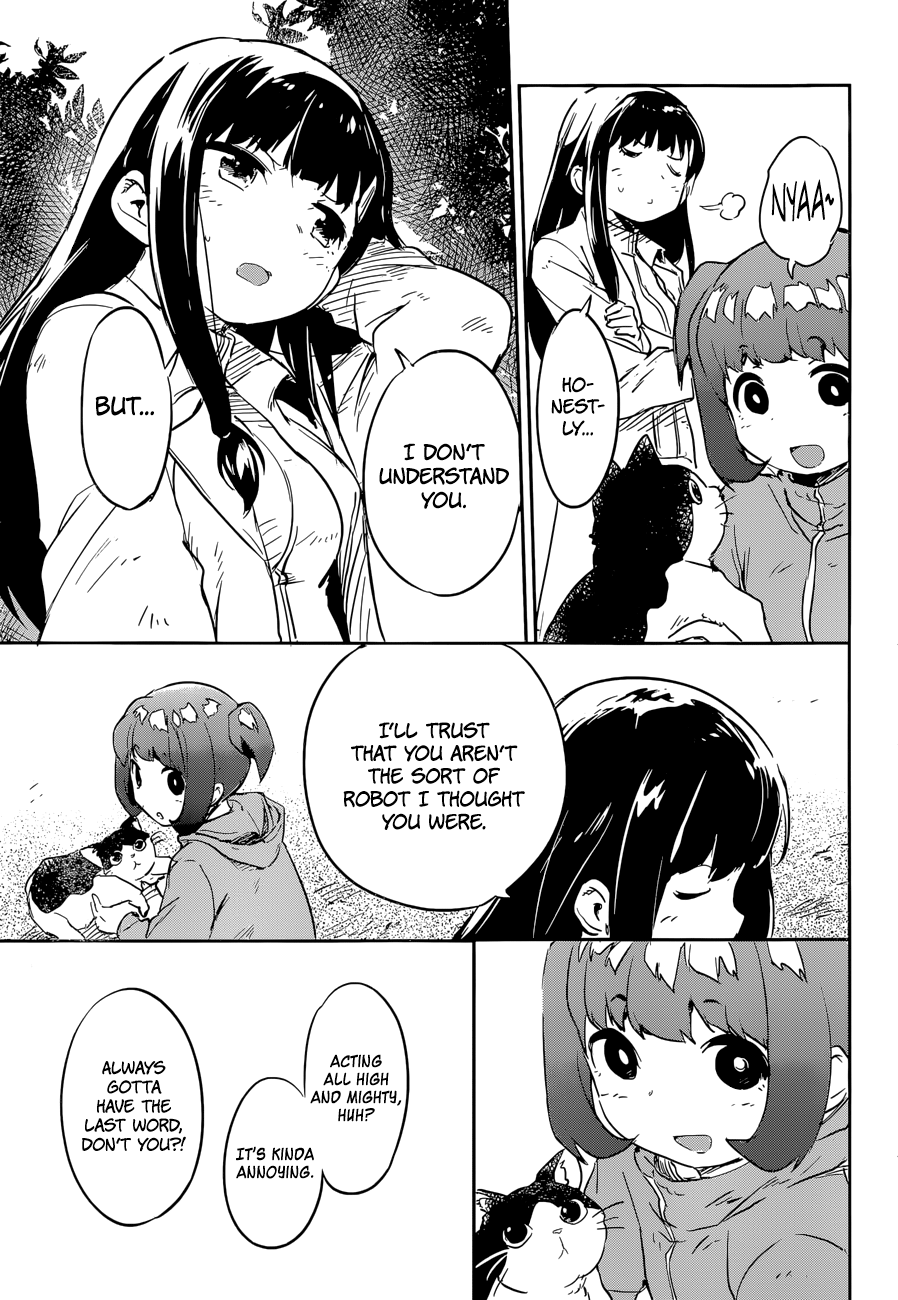 NYAA~
HO-
NEST-
LY...
I DON'T
UNDERSTAND
YOU.
BUT...
I'LL TRUST
THAT YOU AREN'T
THE SORT OF
ROBOT I THOUGHT
YOU WERE.
ACTING
ALL HIGH
AND MIGHTY,
HUH?
IT'S KINDA
ANNOYING.
ALWAYS
GOTTA
HAVE THE
LAST WORD,
DON'T YOU?!